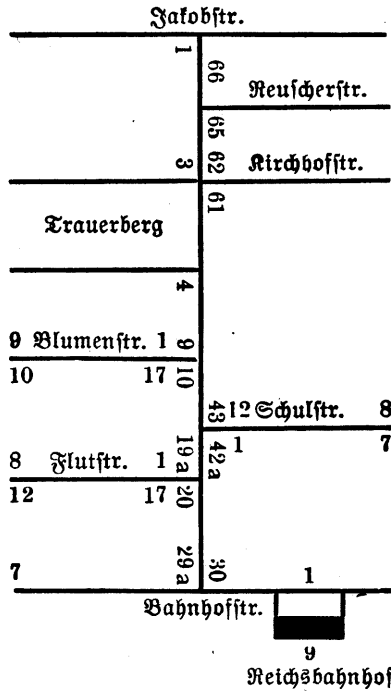 Jakobstr.
1 66
Reuscherstr.
65
3 62 Kirchhofstr.
61
Trauerberg
4
9 Blumenstr. 1 9
10 17 10
43 12 Schulstr. 8
8 Flutstr. 1 19a 42a 1 7
12 17 20
7 29a 30 1
Bahnhofstr.
9
Reichsbahnhof